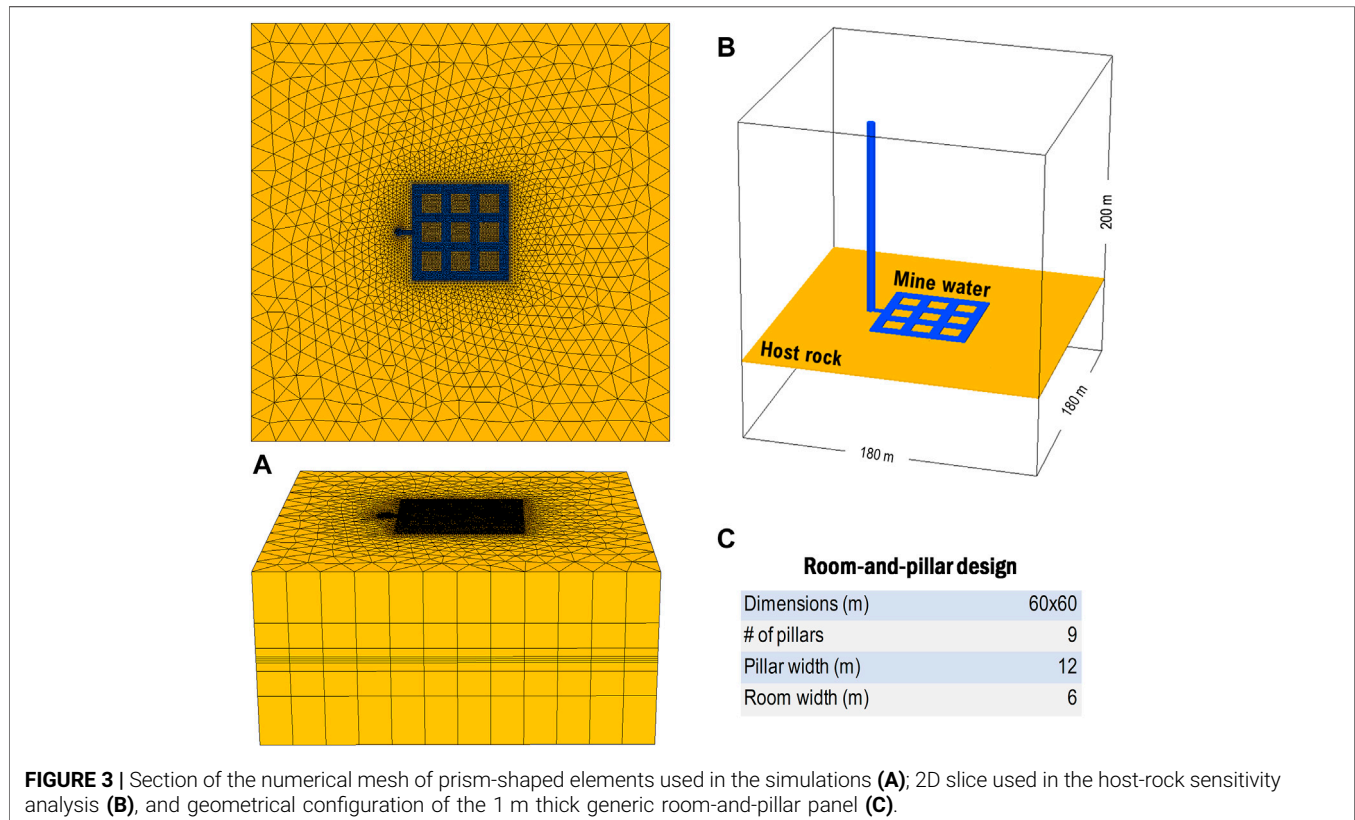 A
B
200 m
Mine water
Host rock
180 m
180 m
C
Room-and-pillar design
Dimensions (m) 60x60
# of pillars 9
Pillar width (m) 12
Room width (m) 6
FIGURE 3 | Section of the numerical mesh of prism-shaped elements used in the simulations (A); 2D slice used in the host-rock sensitivity
analysis (B), and geometrical configuration of the 1 m thick generic room-and-pillar panel (C).